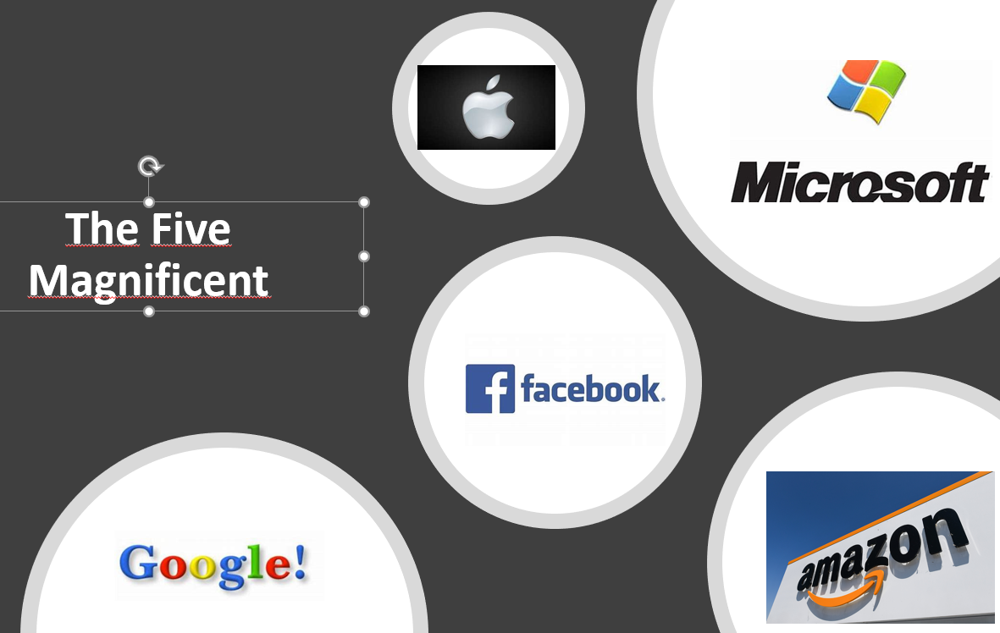 The Five
Magnificent
Microsoft
facebook.
Google!
amazon